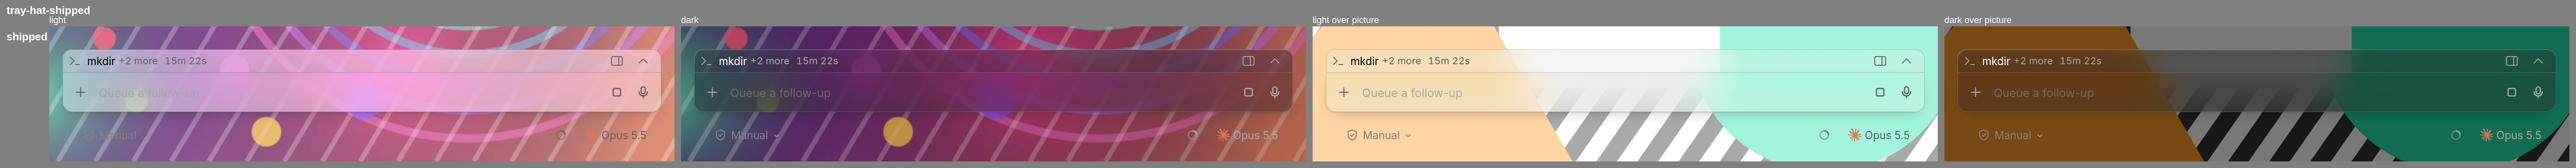 tray-hat-shipped
light
dark
light over picture
dark over picture
shipped
mkdir +2 more 15m 22s
Queue a follow-up
Manual
Opus 5.5
mkdir +2 more 15m 22s
Queue a follow-up
Manual
Opus 5.5
mkdir +2 more 15m 22s
Queue a follow-up
Manual
Opus 5.5
mkdir +2 more 15m 22s
Queue a follow-up
Manual
Opus 5.5